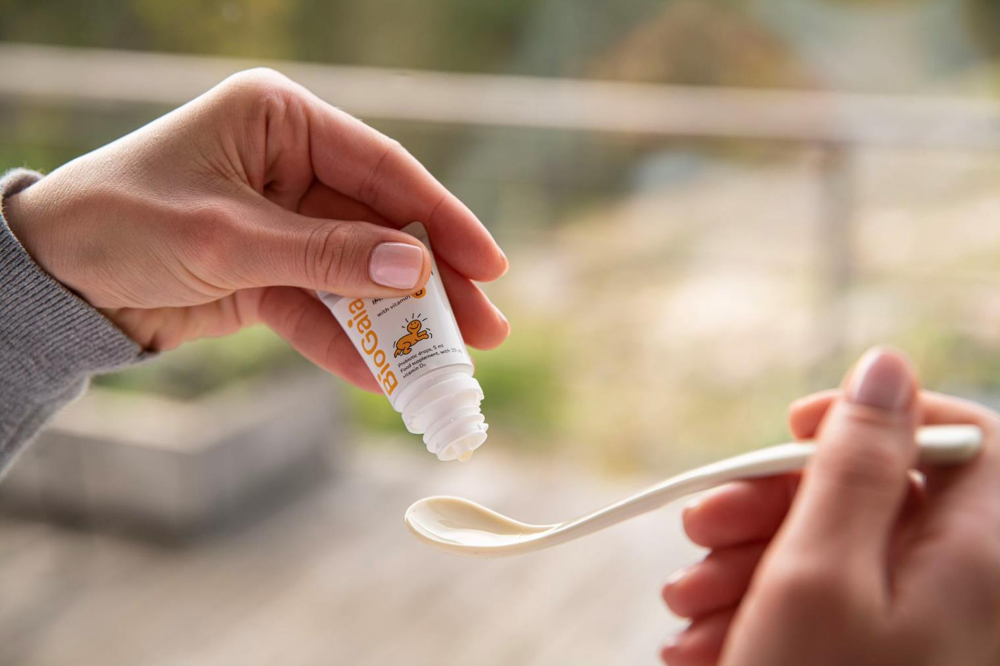 BioGaia
with vitamin D
Probiotic drops, 5 ml
Food supplement, with 10 µg
vitamin D₃